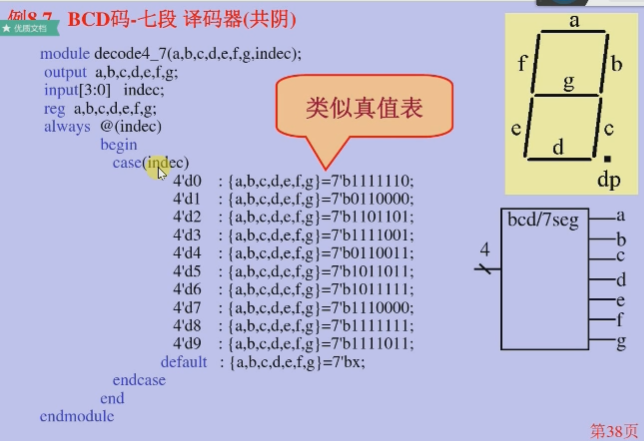 例8.7 BCD码-七段 译码器(共阴)
优质文档
module decode4_7(a,b,c,d,e,f,g,indec);
output a,b,c,d,e,f,g;
input[3:0] indec;
reg a,b,c,d,e,f,g;
always @(indec)
begin
case(indec)
4'd0 : {a,b,c,d,e,f,g}=7'b1111110;
4'd1 : {a,b,c,d,e,f,g}=7'b0110000;
4'd2 : {a,b,c,d,e,f,g}=7'b1101101;
4'd3 : {a,b,c,d,e,f,g}=7'b1111001;
4'd4 : {a,b,c,d,e,f,g}=7'b0110011;
4'd5 : {a,b,c,d,e,f,g}=7'b1011011;
4'd6 : {a,b,c,d,e,f,g}=7'b1011111;
4'd7 : {a,b,c,d,e,f,g}=7'b1110000;
4'd8 : {a,b,c,d,e,f,g}=7'b1111111;
4'd9 : {a,b,c,d,e,f,g}=7'b1111011;
default : {a,b,c,d,e,f,g}=7'bx;
endcase
end
endmodule
类似真值表
a
f b
g
e c
d
dp
bcd/7seg
4
a
b
c
d
e
f
g
第38页